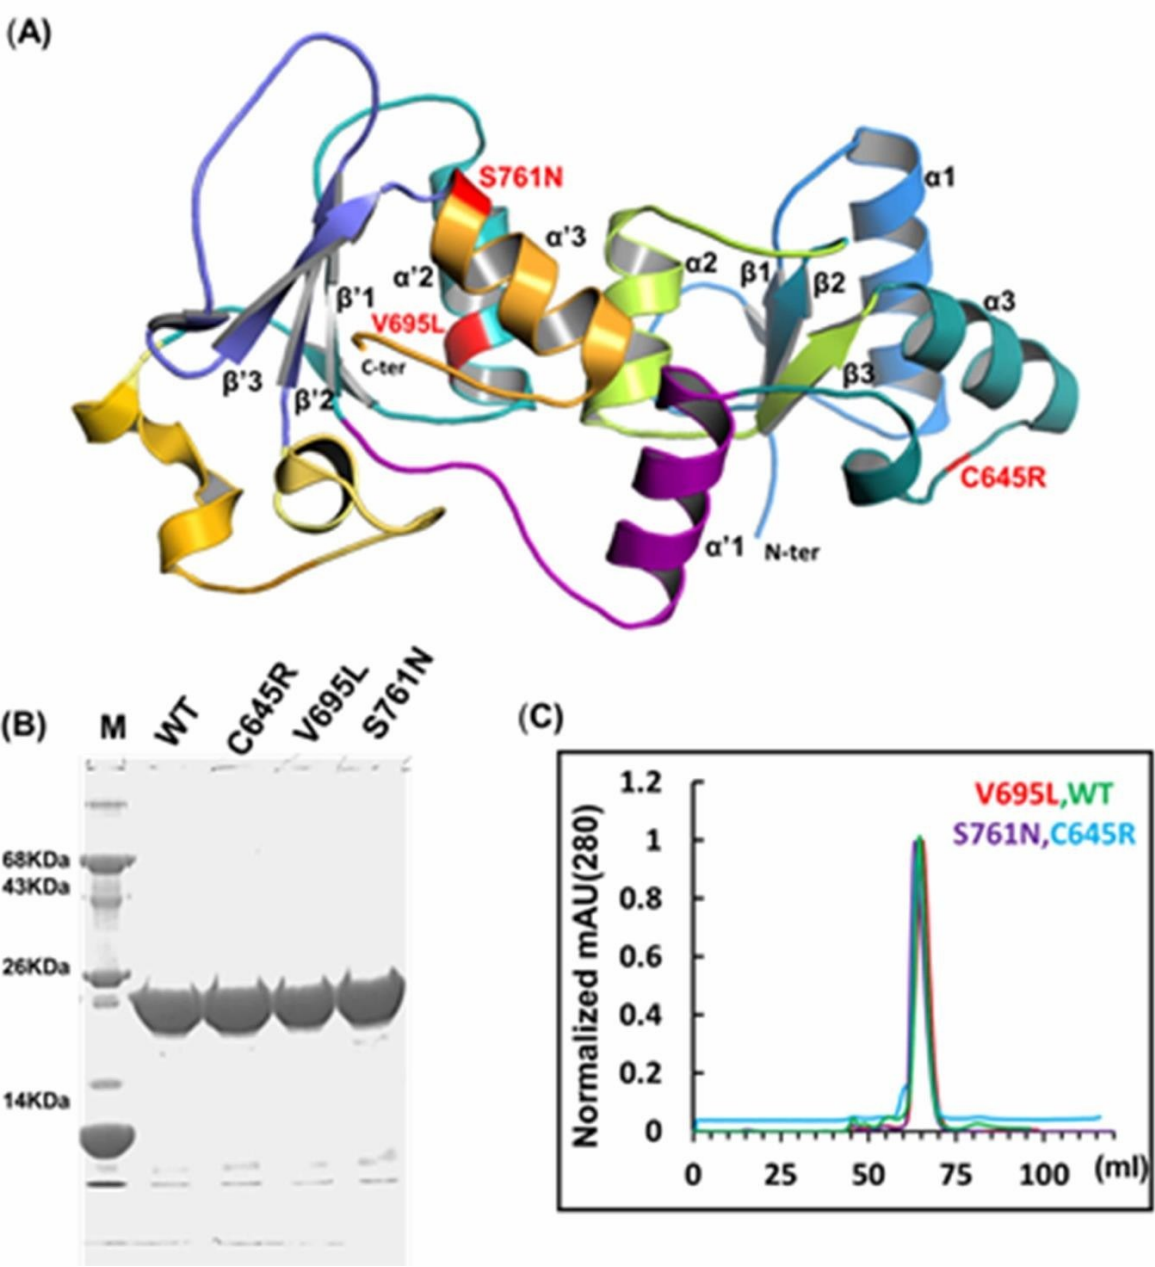 (A)
S761N
α1
α'3
α'2
α2
β1
β2
α3
β'1
V695L
C-ter
β'3
β'2
β3
C645R
α'1
N-ter
(B)
M
WT
C645R
V695L
S761N
68KDa
43KDa
26KDa
14KDa
(C)
Normalized mAU(280)
1.2
1
0.8
0.6
0.4
0.2
0
V695L,WT
S761N,C645R
0 25 50 75 100 (ml)